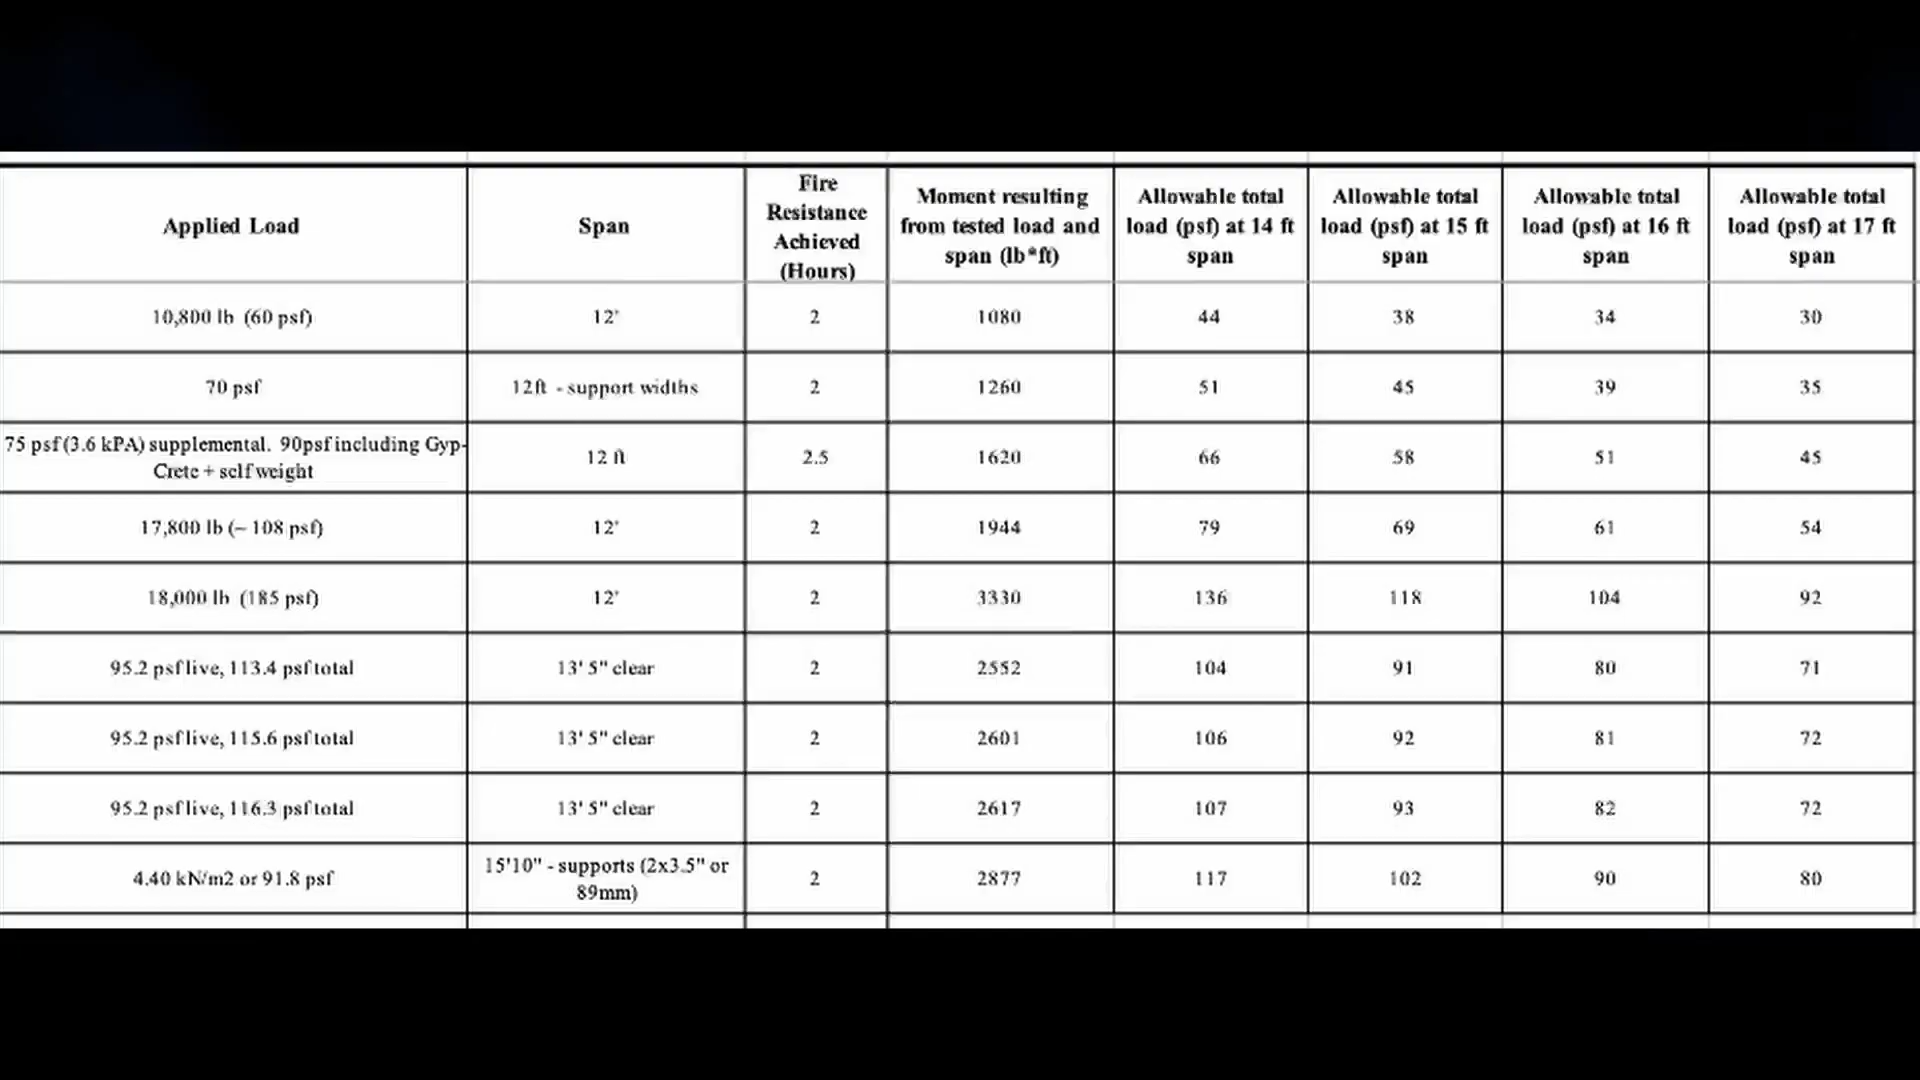 Applied Load
Span
Fire
Resistance
Achieved
(Hours)
Moment resulting
from tested load and
span (lb*ft)
Allowable total
load (psf) at 14 ft
span
Allowable total
load (psf) at 15 ft
span
Allowable total
load (psf) at 16 ft
span
Allowable total
load (psf) at 17 ft
span
10,800 lb (60 psf) 12' 2 1080 44 38 34 30
70 psf 12ft - support widths 2 1260 51 45 39 35
75 psf (3.6 kPA) supplemental. 90psf including Gyp-
Crete + self weight
12 ft 2.5 1620 66 58 51 45
17,800 lb (~ 108 psf) 12' 2 1944 79 69 61 54
18,000 lb (185 psf) 12' 2 3330 136 118 104 92
95.2 psf live, 113.4 psf total 13' 5" clear 2 2552 104 91 80 71
95.2 psf live, 115.6 psf total 13' 5" clear 2 2601 106 92 81 72
95.2 psf live, 116.3 psf total 13' 5" clear 2 2617 107 93 82 72
4.40 kN/m2 or 91.8 psf
15'10" - supports (2x3.5" or
89mm)
2 2877 117 102 90 80